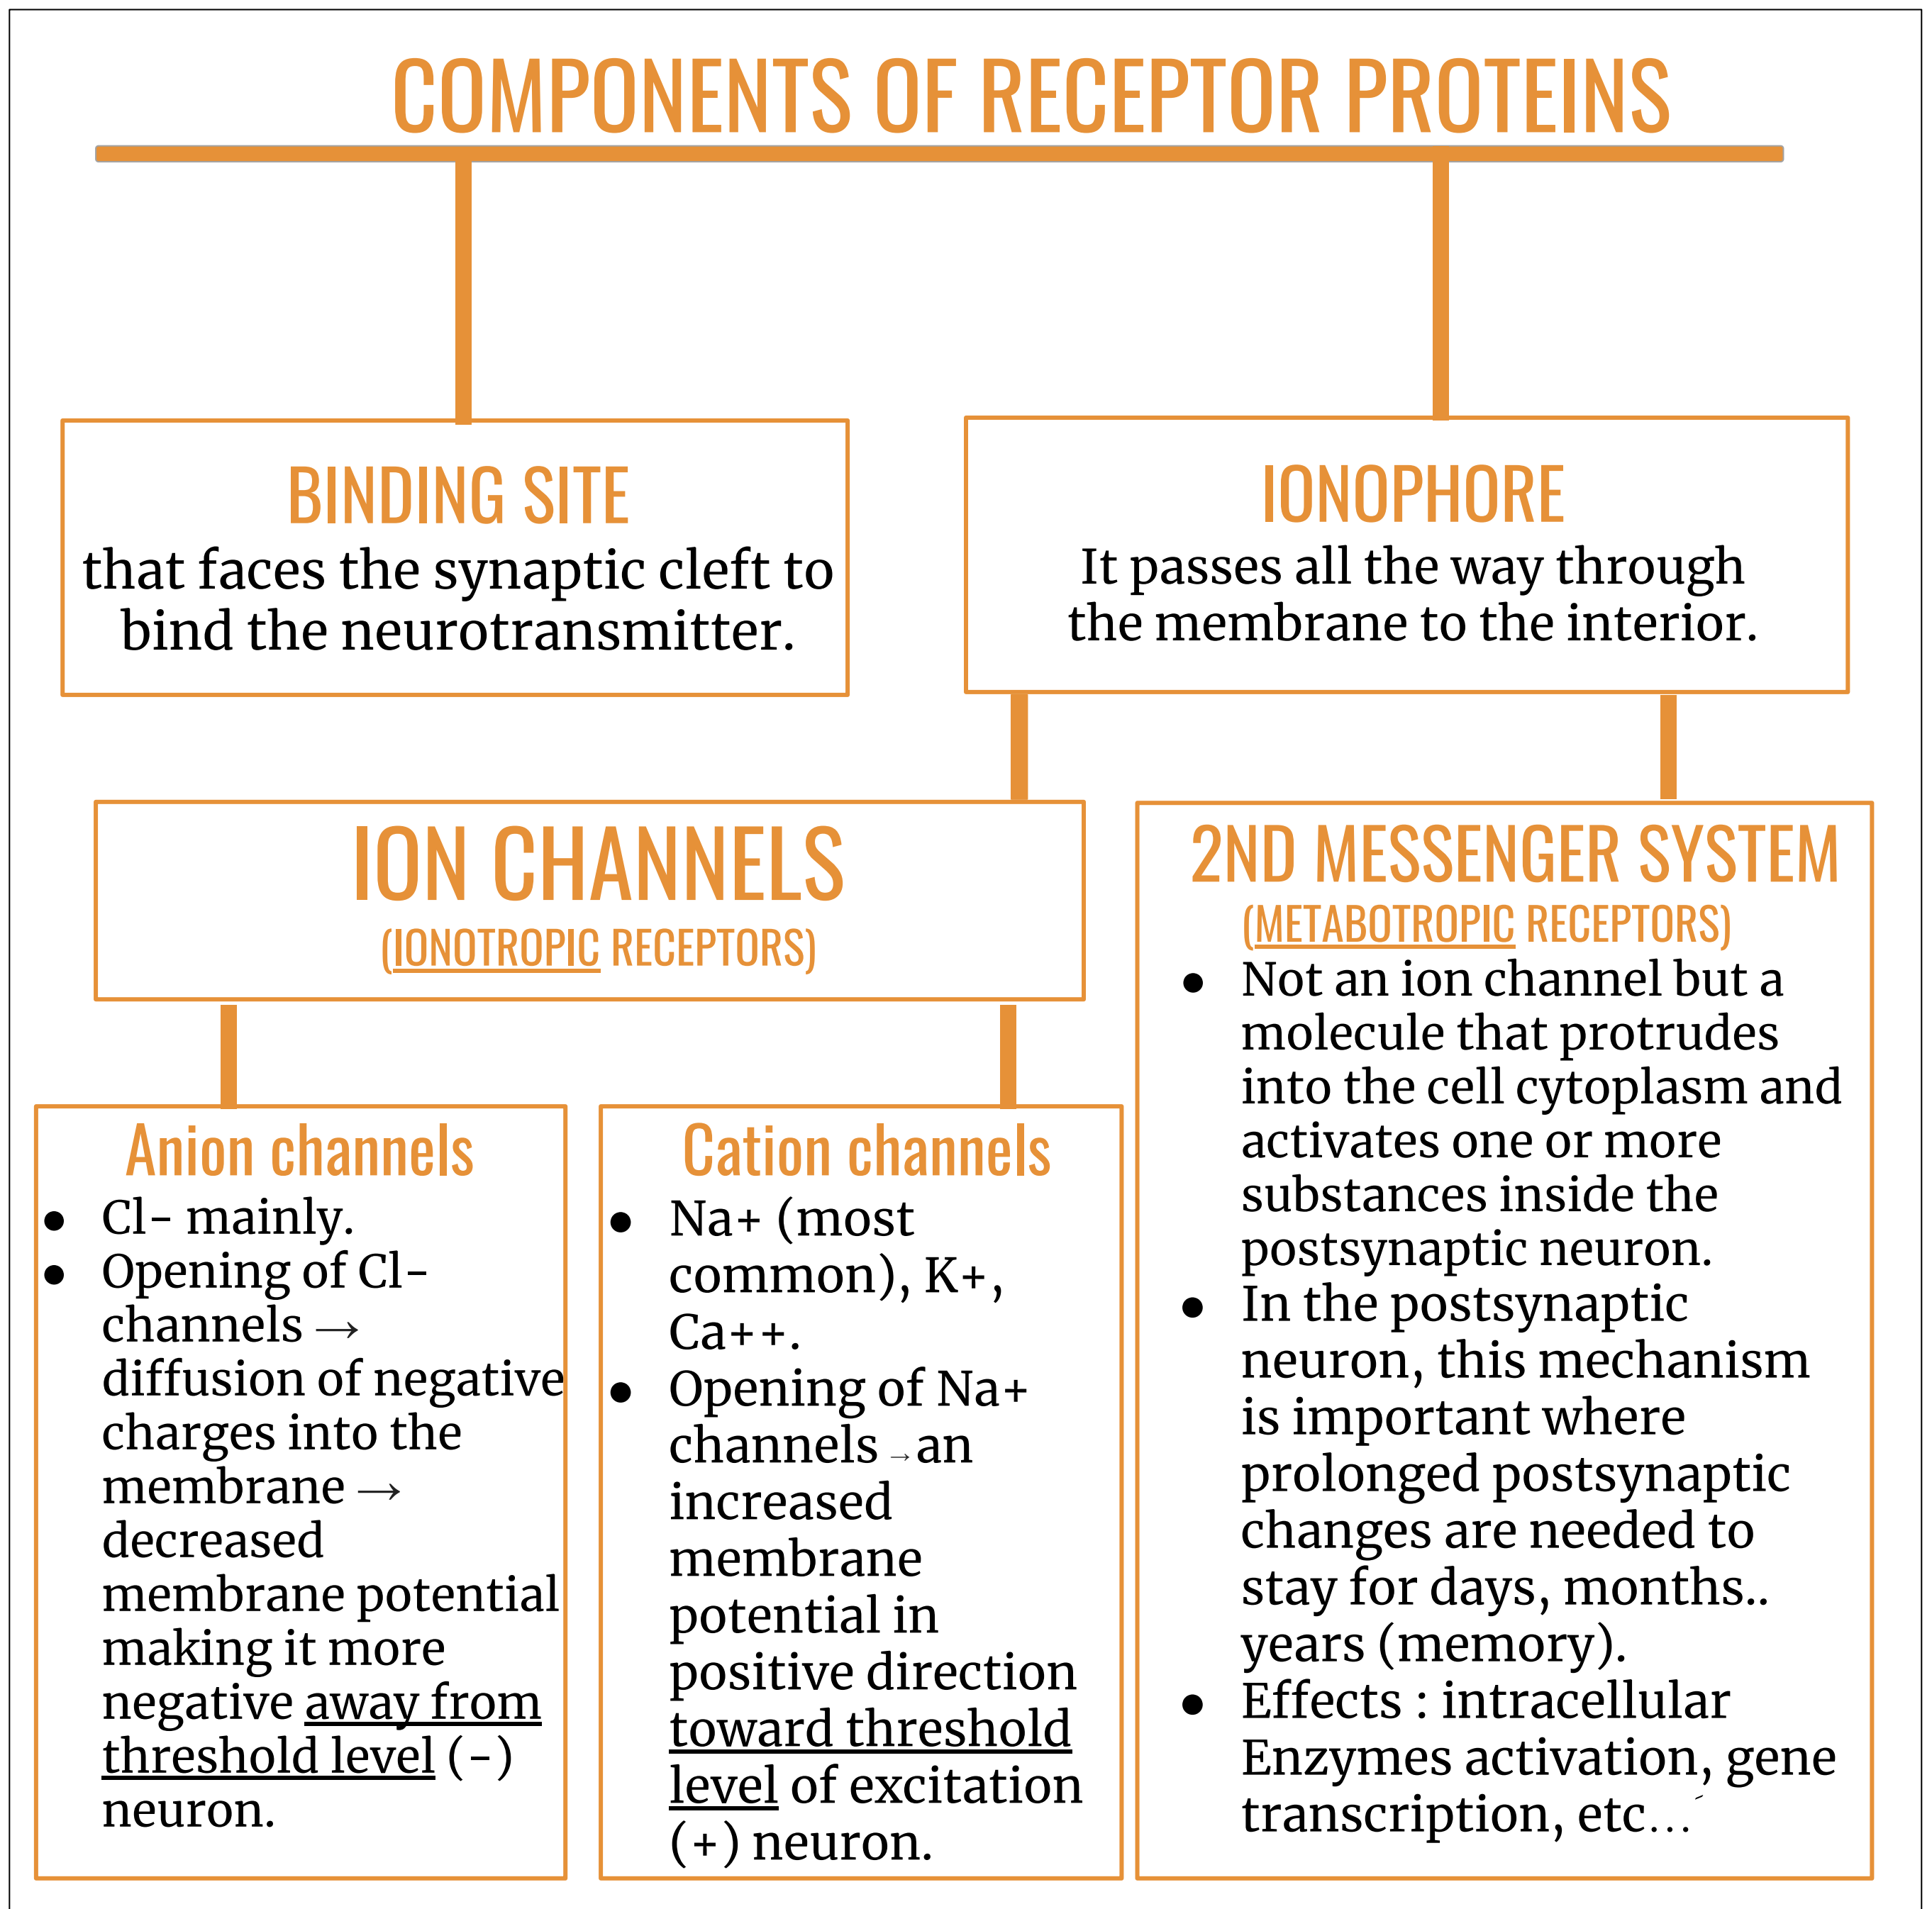 COMPONENTS OF RECEPTOR PROTEINS
BINDING SITE
that faces the synaptic cleft to
bind the neurotransmitter.
IONOPHORE
It passes all the way through
the membrane to the interior.
ION CHANNELS
(IONOTROPIC RECEPTORS)
Anion channels
● Cl- mainly.
● Opening of Cl-
channels →
diffusion of negative
charges into the
membrane →
decreased
membrane potential
making it more
negative away from
threshold level (-)
neuron.
Cation channels
● Na+ (most
common), K+,
Ca++.
● Opening of Na+
channels → an
increased
membrane
potential in
positive direction
toward threshold
level of excitation
(+) neuron.
2ND MESSENGER SYSTEM
(METABOTROPIC RECEPTORS)
● Not an ion channel but a
molecule that protrudes
into the cell cytoplasm and
activates one or more
substances inside the
postsynaptic neuron.
● In the postsynaptic
neuron, this mechanism
is important where
prolonged postsynaptic
changes are needed to
stay for days, months..
years (memory).
● Effects : intracellular
Enzymes activation, gene
transcription, etc…